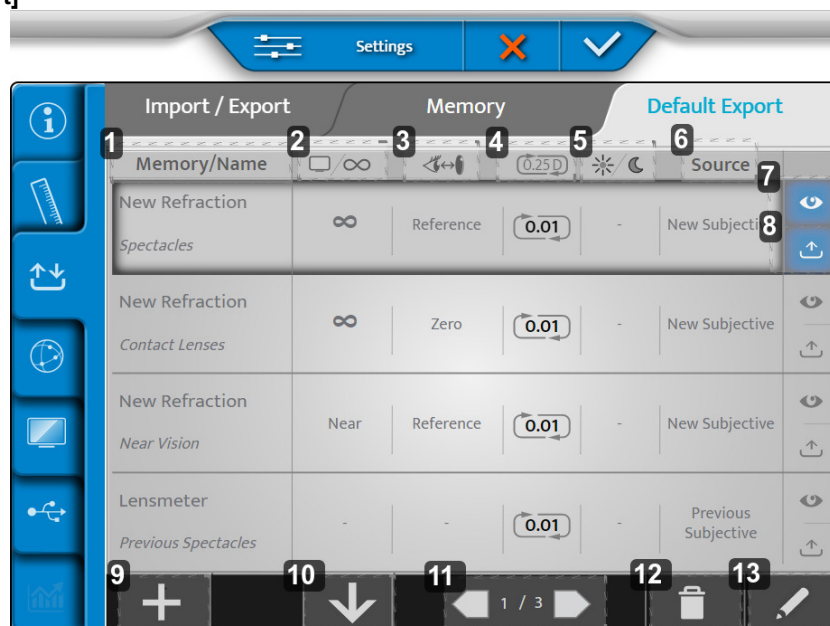 t]
Settings
Import / Export Memory Default Export
1 2 3 4 5 6
Memory/Name 0.25 D Source
7
New Refraction
∞ Reference 0.01 - New Subjecti 8
Spectacles
New Refraction
∞ Zero 0.01 - New Subjective
Contact Lenses
New Refraction
Near Reference 0.01 - New Subjective
Near Vision
Lensmeter
- - 0.01 - Previous Subjective
Previous Spectacles
9 10 11 12 13
1 / 3